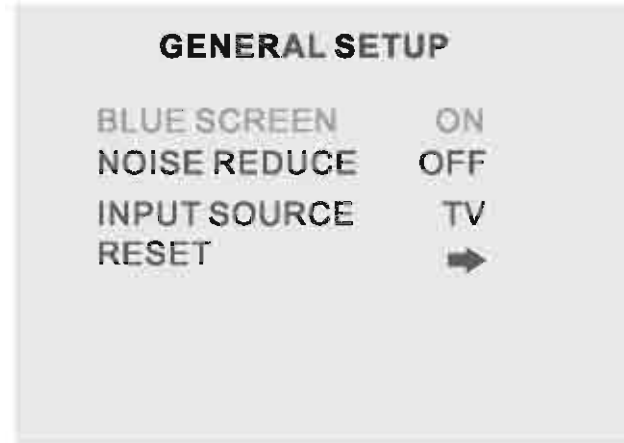 GENERAL SETUP
BLUE SCREEN ON
NOISE REDUCE OFF
INPUT SOURCE TV
RESET